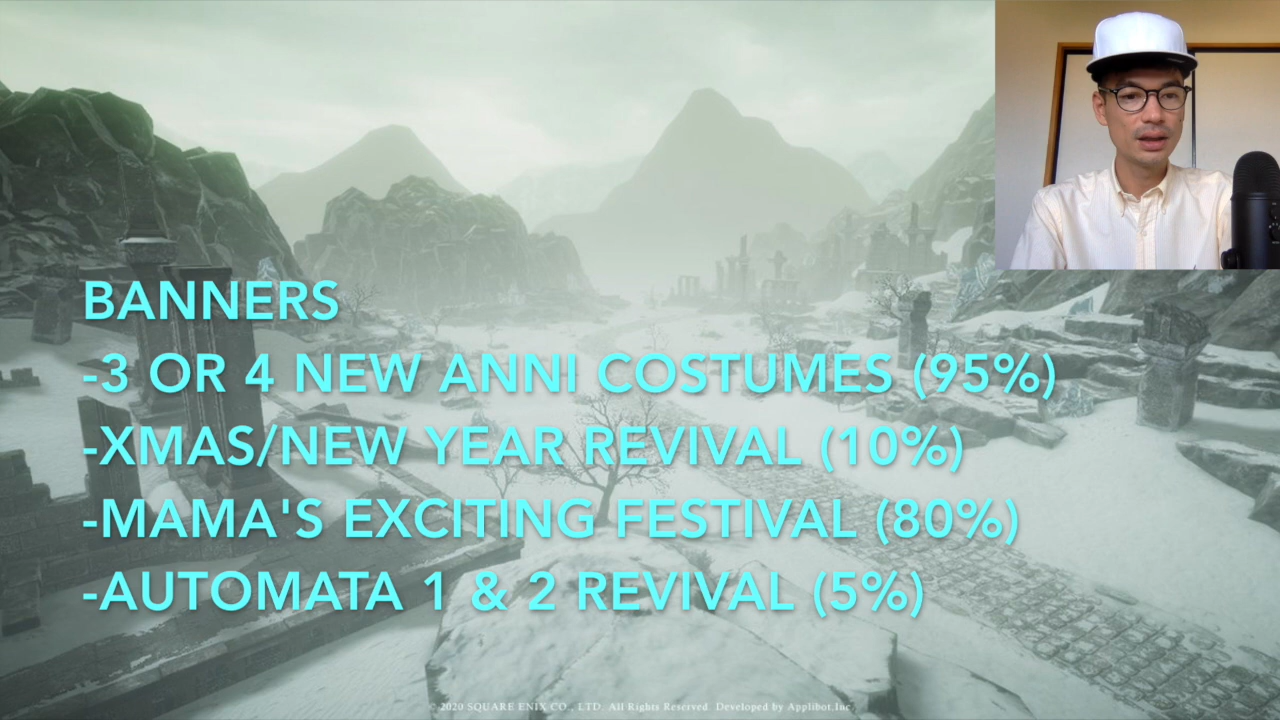 BANNERS
-3 OR 4 NEW ANNI COSTUMES (95%)
-XMAS/NEW YEAR REVIVAL (10%)
-MAMA'S EXCITING FESTIVAL (80%)
-AUTOMATA 1 & 2 REVIVAL (5%)
© 2020 SQUARE ENIX CO., LTD. All Rights Reserved. Developed by Applibot,Inc.